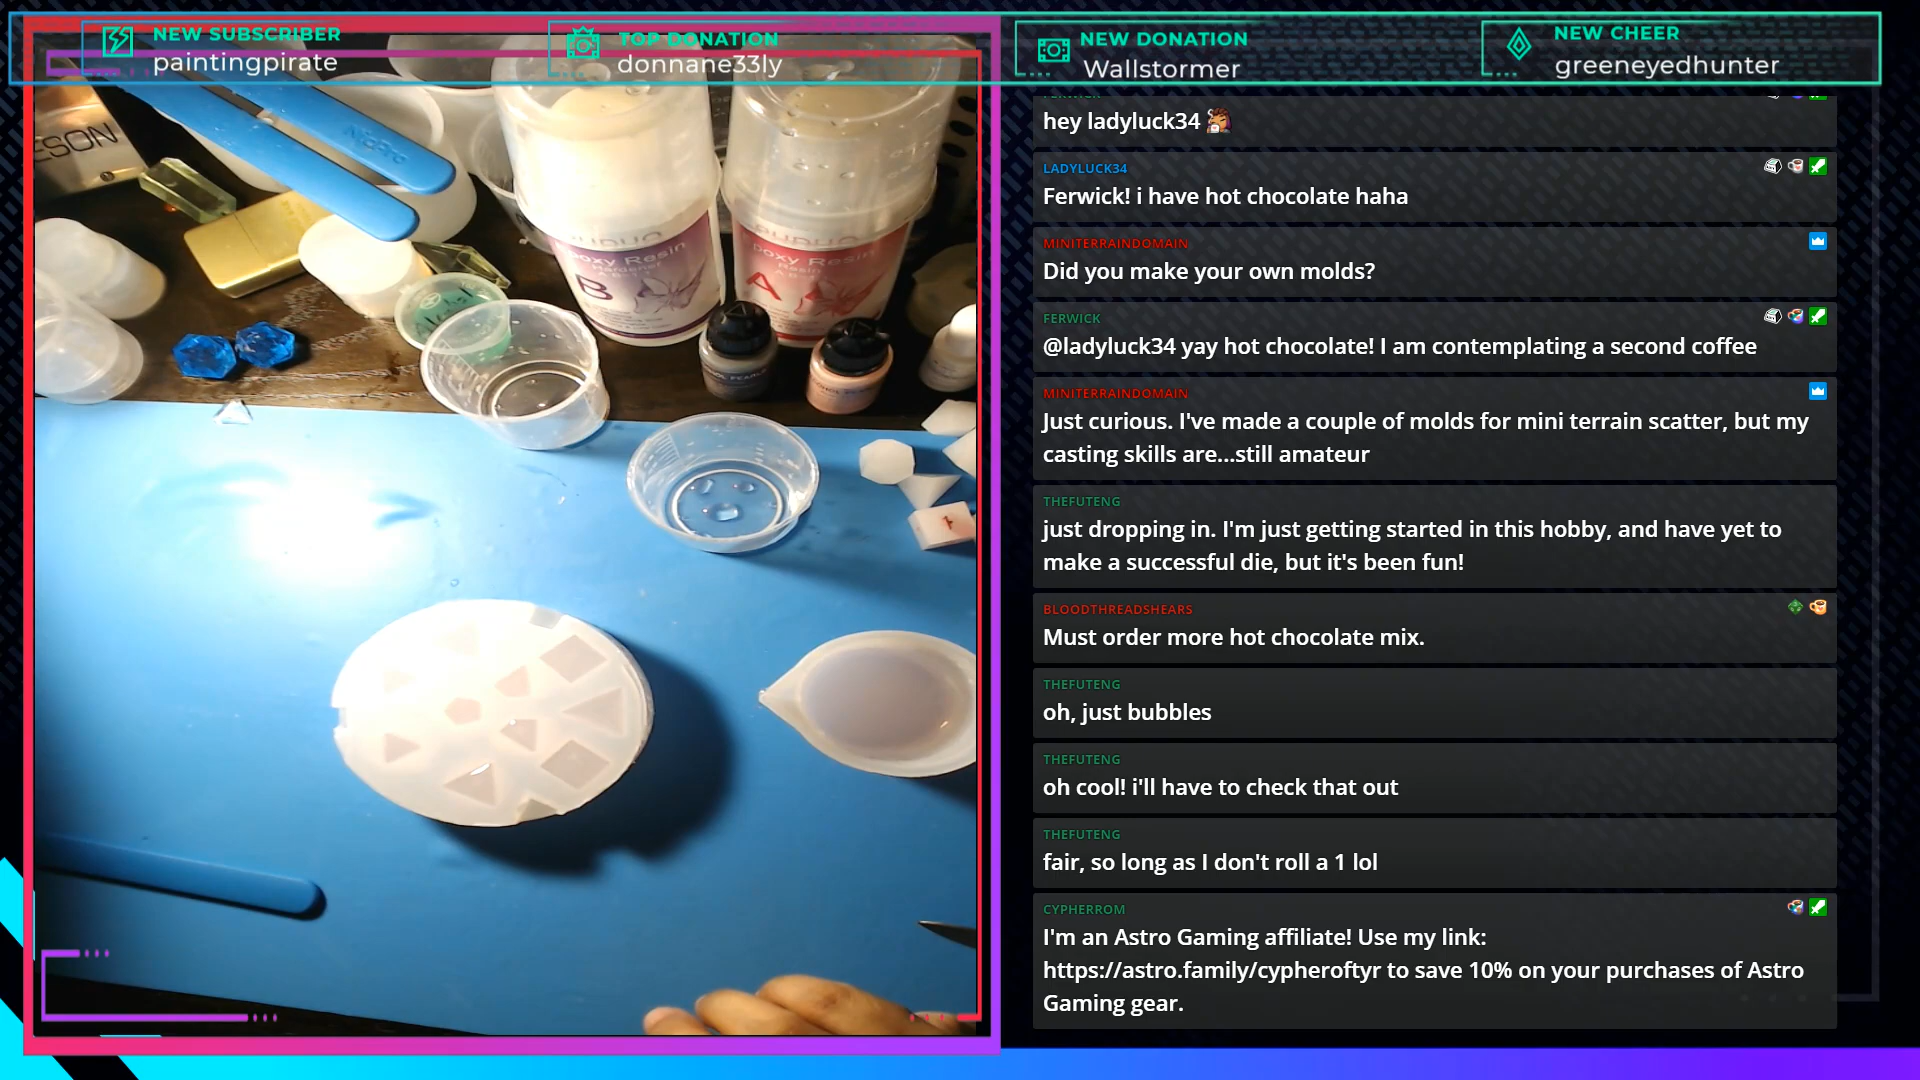 NEW SUBSCRIBER
paintingpirate
TOP DONATION
donnane33ly
NEW DONATION
Wallstormer
NEW CHEER
greeneyedhunter
ESON
NOPRO
Epoxy Resin
Hardener
B
Epoxy Resin
Resin
A
FERWICK
hey ladyluck34
LADYLUCK34
Ferwick! i have hot chocolate haha
MINITERRAINDOMAIN
Did you make your own molds?
FERWICK
@ladyluck34 yay hot chocolate! I am contemplating a second coffee
MINITERRAINDOMAIN
Just curious. I've made a couple of molds for mini terrain scatter, but my
casting skills are...still amateur
THEFUTENG
just dropping in. I'm just getting started in this hobby, and have yet to
make a successful die, but it's been fun!
BLOODTHREADSHEARS
Must order more hot chocolate mix.
THEFUTENG
oh, just bubbles
THEFUTENG
oh cool! i'll have to check that out
THEFUTENG
fair, so long as I don't roll a 1 lol
CYPHERROM
I'm an Astro Gaming affiliate! Use my link:
https://astro.family/cypheroftyr to save 10% on your purchases of Astro
Gaming gear.